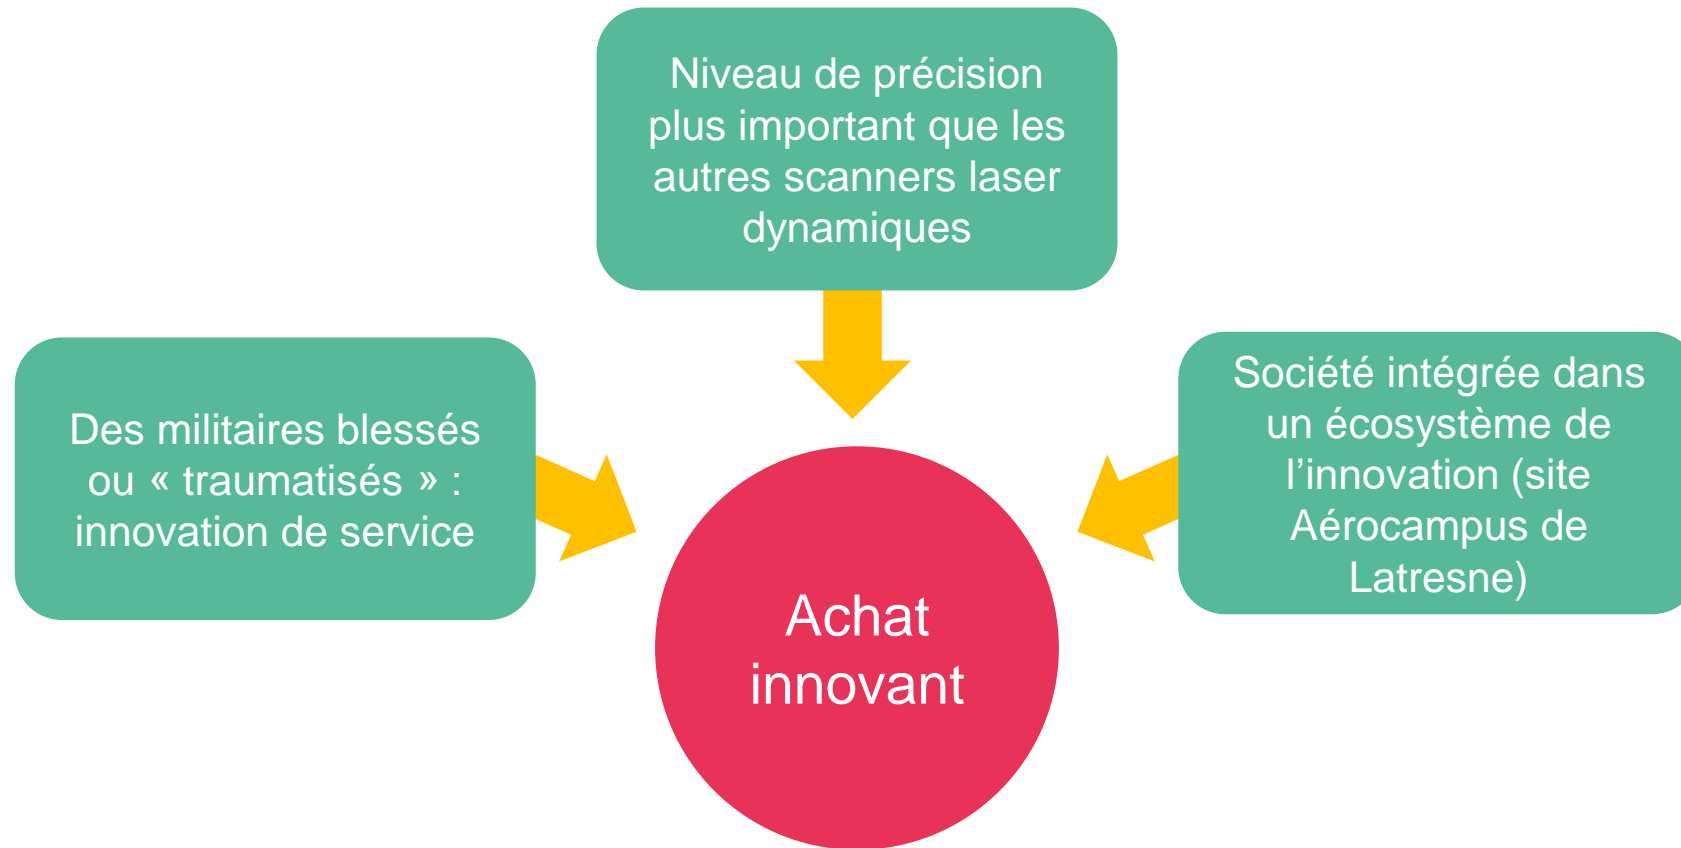 Niveau de précision
plus important que les
autres scanners laser
dynamiques
Des militaires blessés
ou « traumatisés » :
innovation de service
Société intégrée dans
un écosystème de
l’innovation (site
Aérocampus de
Latresne)
Achat
innovant